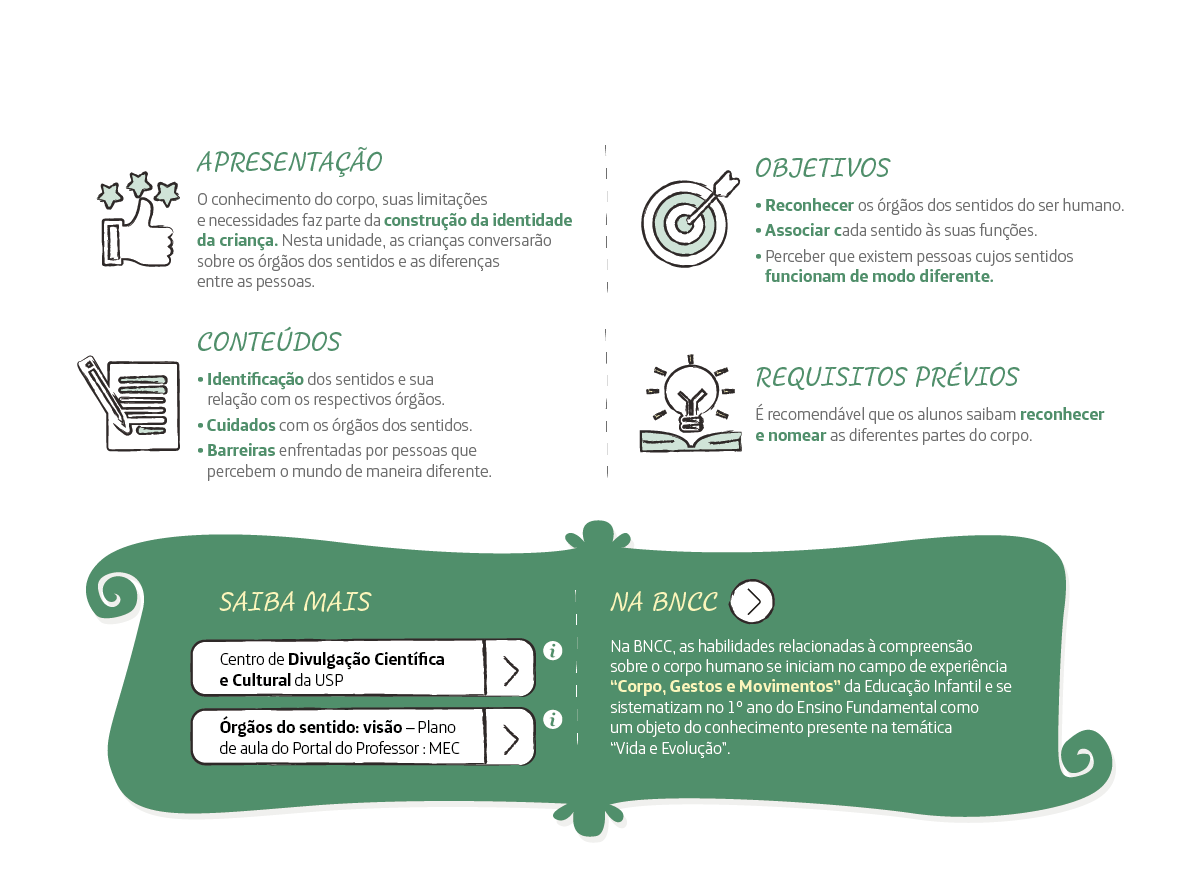 APRESENTAÇÃO
O conhecimento do corpo, suas limitações
e necessidades faz parte da construção da identidade
da criança. Nesta unidade, as crianças conversarão
sobre os órgãos dos sentidos e as diferenças
entre as pessoas.
CONTEÚDOS
• Identificação dos sentidos e sua
relação com os respectivos órgãos.
• Cuidados com os órgãos dos sentidos.
• Barreiras enfrentadas por pessoas que
percebem o mundo de maneira diferente.
OBJETIVOS
• Reconhecer os órgãos dos sentidos do ser humano.
• Associar cada sentido às suas funções.
• Perceber que existem pessoas cujos sentidos
funcionam de modo diferente.
REQUISITOS PRÉVIOS
É recomendável que os alunos saibam reconhecer
e nomear as diferentes partes do corpo.
SAIBA MAIS
Centro de Divulgação Científica
e Cultural da USP
i
Órgãos do sentido: visão – Plano
de aula do Portal do Professor : MEC
i
NA BNCC
Na BNCC, as habilidades relacionadas à compreensão
sobre o corpo humano se iniciam no campo de experiência
“Corpo, Gestos e Movimentos” da Educação Infantil e se
sistematizam no 1º ano do Ensino Fundamental como
um objeto do conhecimento presente na temática
“Vida e Evolução”.